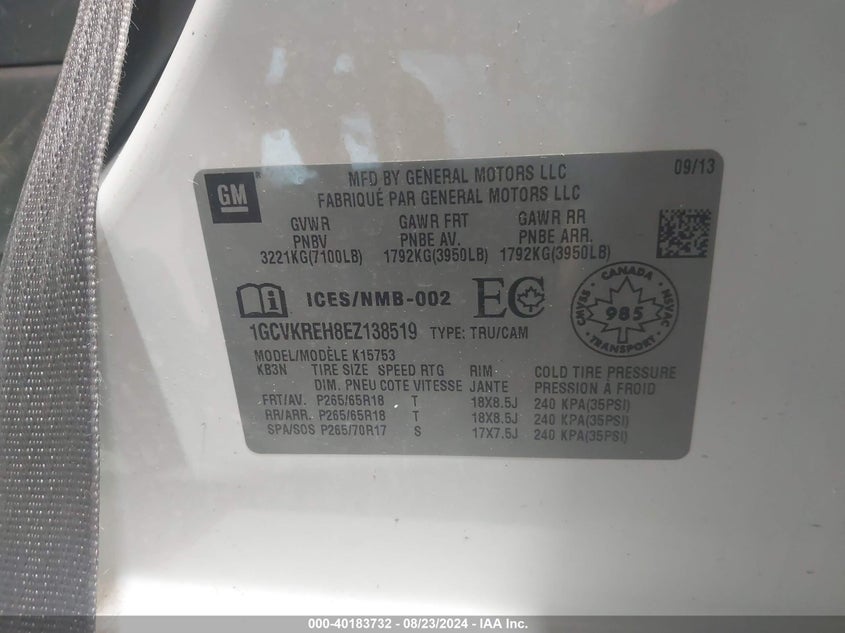 GM®
MFD BY GENERAL MOTORS LLC
09/13
FABRIQUÉ PAR GENERAL MOTORS LLC
GVWR GAWR FRT GAWR RR
PNBV PNBE AV. PNBE ARR.
3221KG(7100LB) 1792KG(3950LB) 1792KG(3950LB)
i ICES/NMB-002 EC
CANADA
CMVSS 985 NSVAC
TRANSPORT
1GCVKREH8EZ138519 TYPE: TRU/CAM
MODEL/MODÈLE K15753
KB3N TIRE SIZE SPEED RTG RIM COLD TIRE PRESSURE
DIM. PNEU COTE VITESSE JANTE PRESSION À FROID
FRT/AV. P265/65R18 T 18X8.5J 240 KPA(35PSI)
RR/ARR. P265/65R18 T 18X8.5J 240 KPA(35PSI)
SPA/SOS P265/70R17 S 17X7.5J 240 KPA(35PSI)
000-40183732 - 08/23/2024 - IAA Inc.